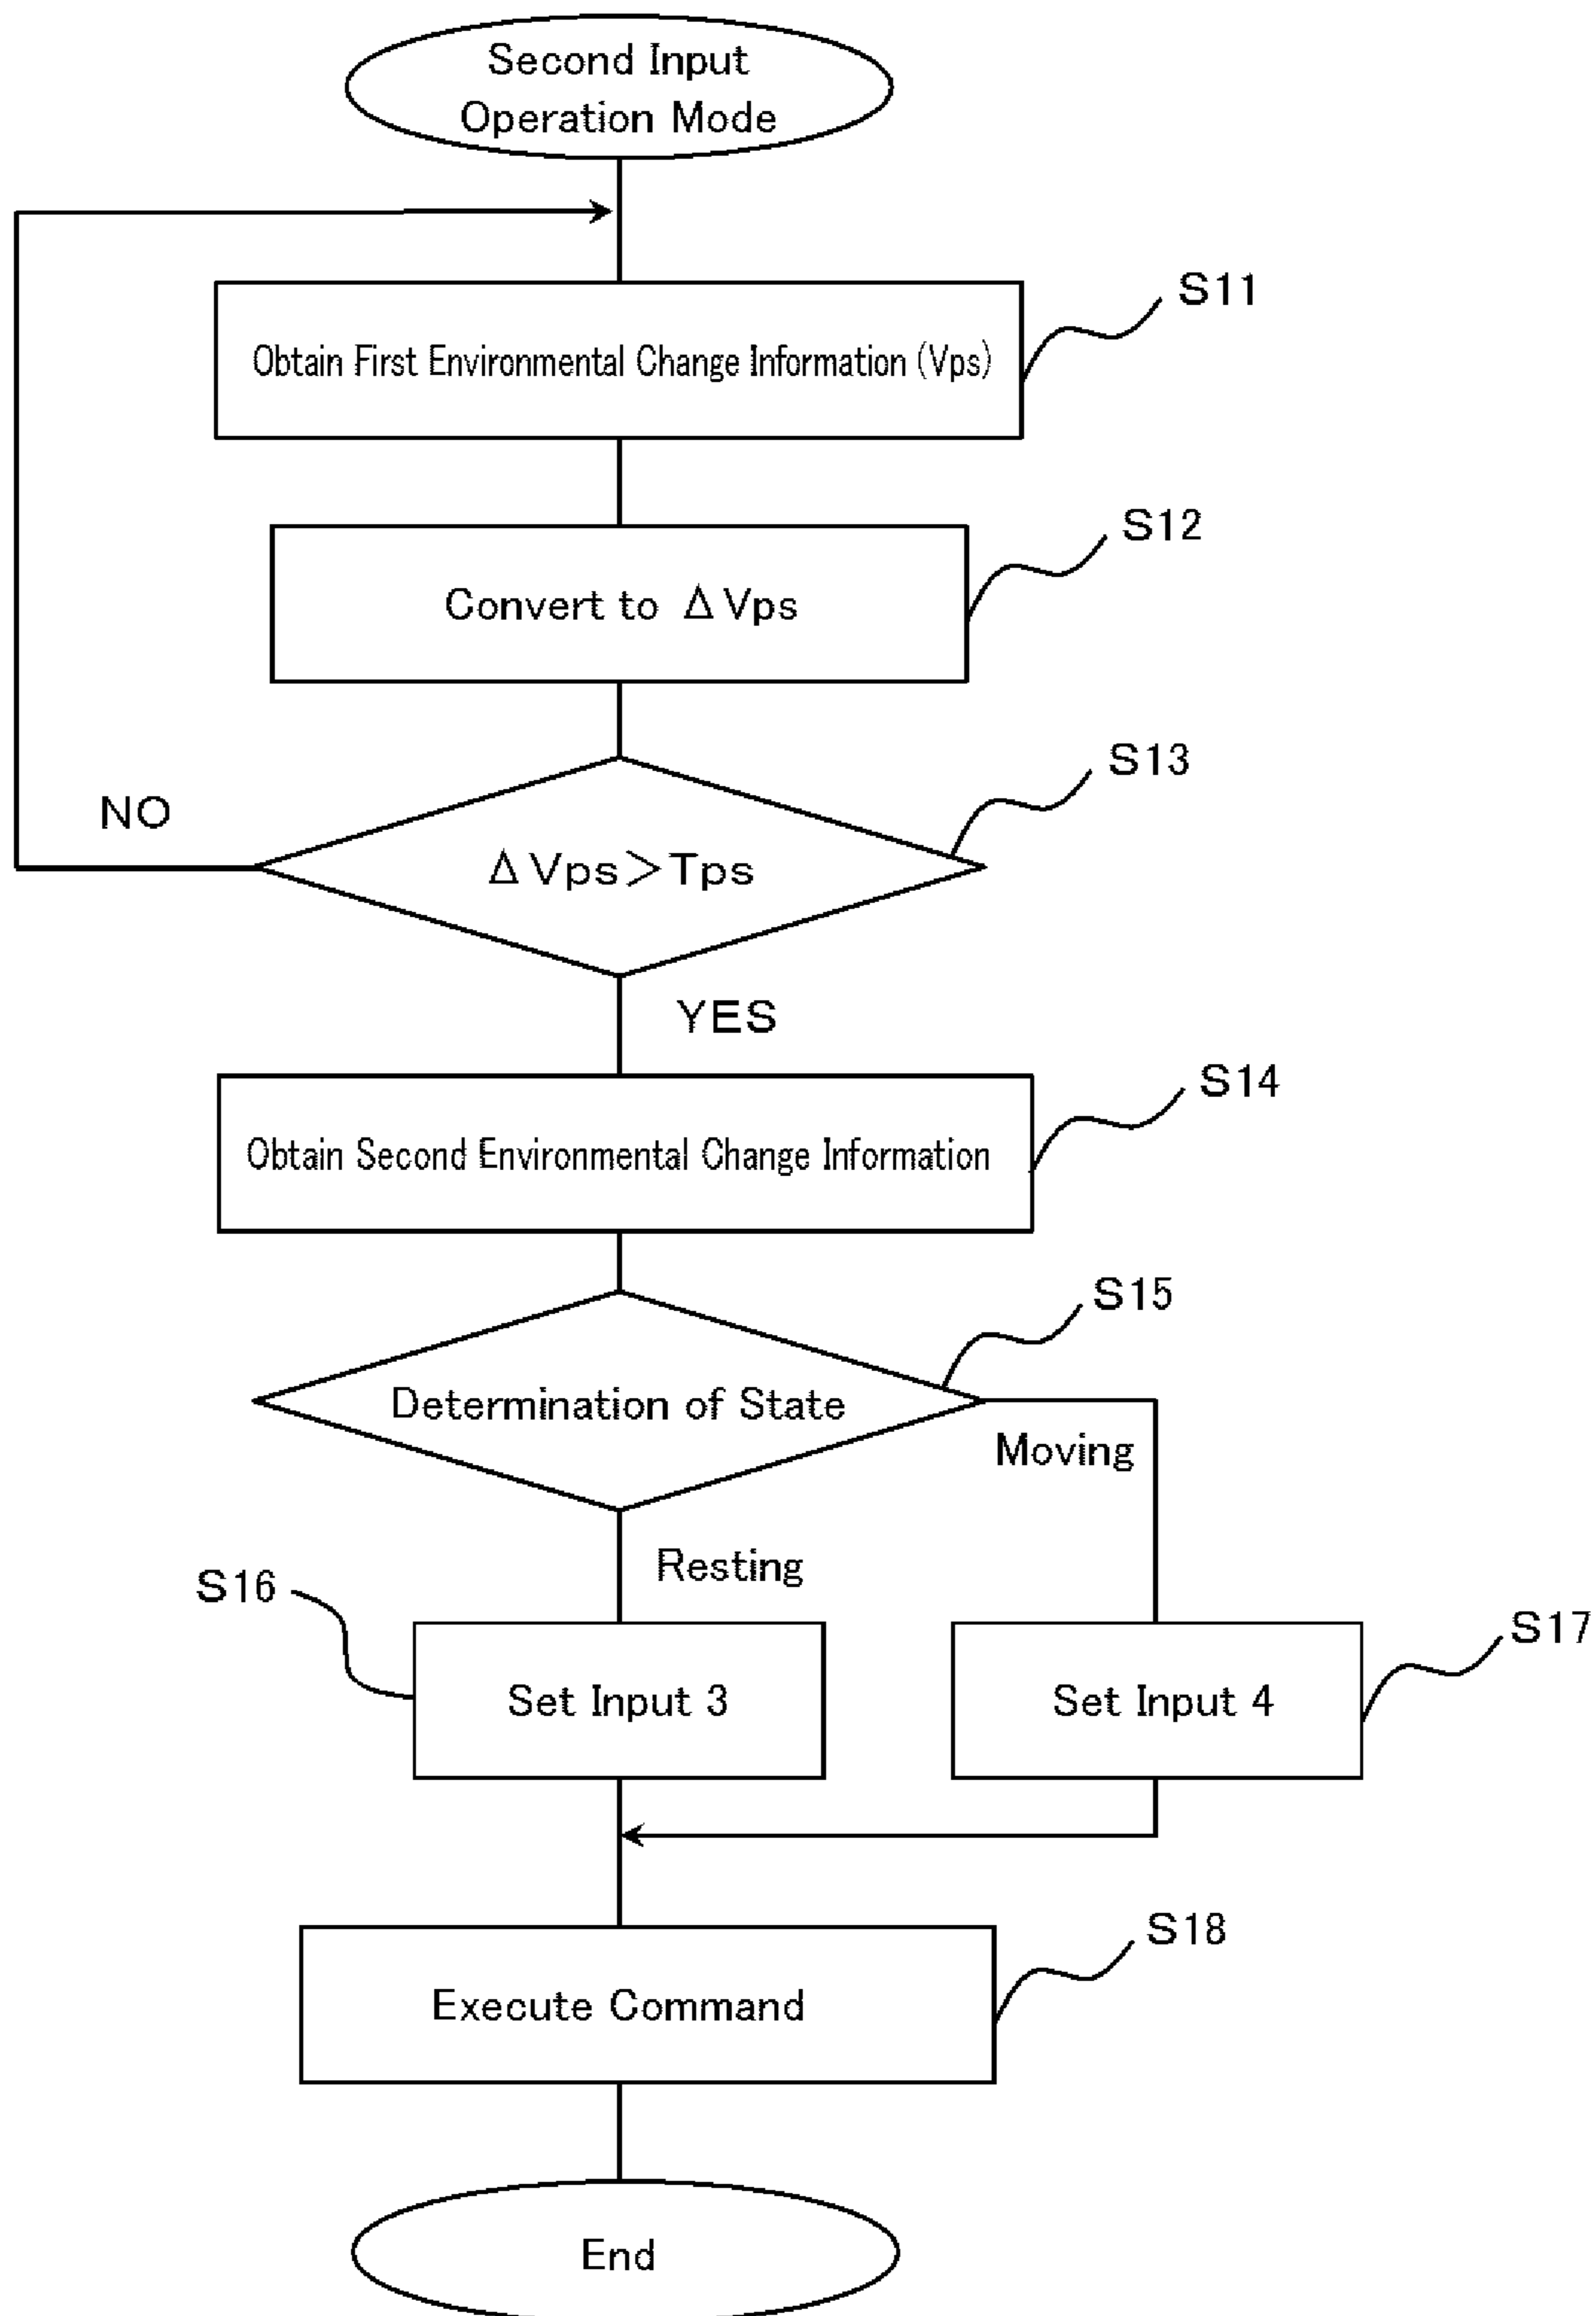 Second Input
Operation Mode
S11
Obtain First Environmental Change Information (Vps)
S12
Convert to ΔVps
S13
NO
ΔVps＞Tps
YES
S14
Obtain Second Environmental Change Information
S15
Determination of State
Moving
Resting
S16
S17
Set Input 3
Set Input 4
S18
Execute Command
End